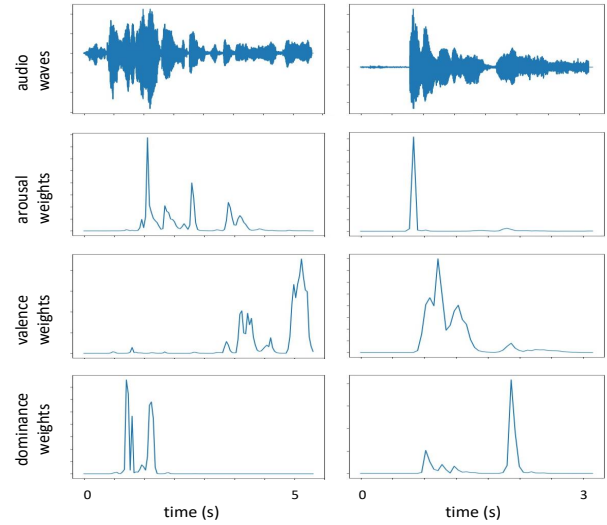 audio
waves
arousal
weights
valence
weights
dominance
weights
0 5 0 3
time (s) time (s)